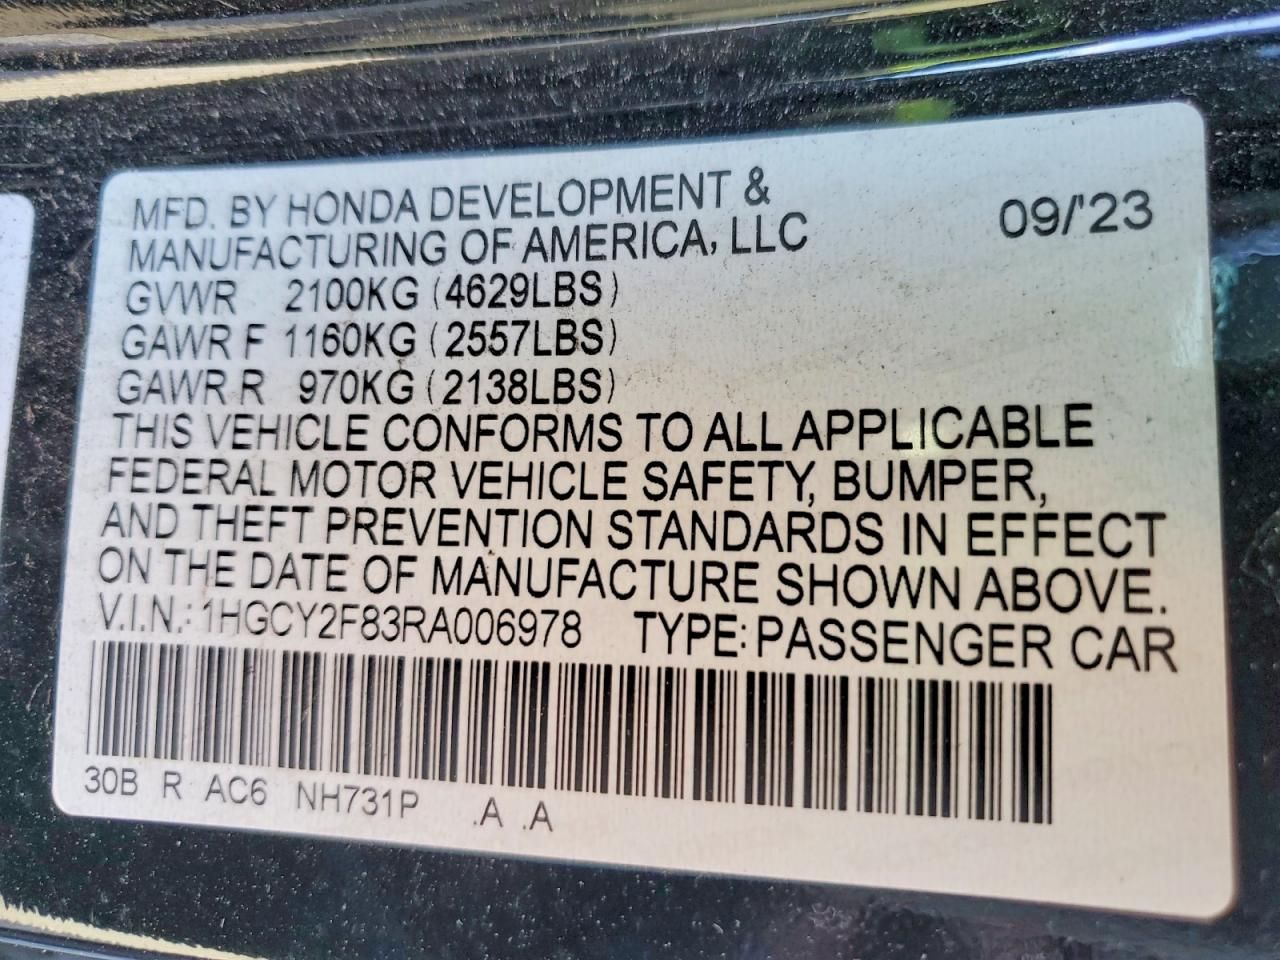 MFD. BY HONDA DEVELOPMENT &
MANUFACTURING OF AMERICA, LLC 09/'23
GVWR 2100KG (4629LBS)
GAWR F 1160KG (2557LBS)
GAWR R 970KG (2138LBS)
THIS VEHICLE CONFORMS TO ALL APPLICABLE
FEDERAL MOTOR VEHICLE SAFETY, BUMPER,
AND THEFT PREVENTION STANDARDS IN EFFECT
ON THE DATE OF MANUFACTURE SHOWN ABOVE.
V.I.N.: 1HGCY2F83RA006978 TYPE: PASSENGER CAR
30B R AC6 NH731P .A .A